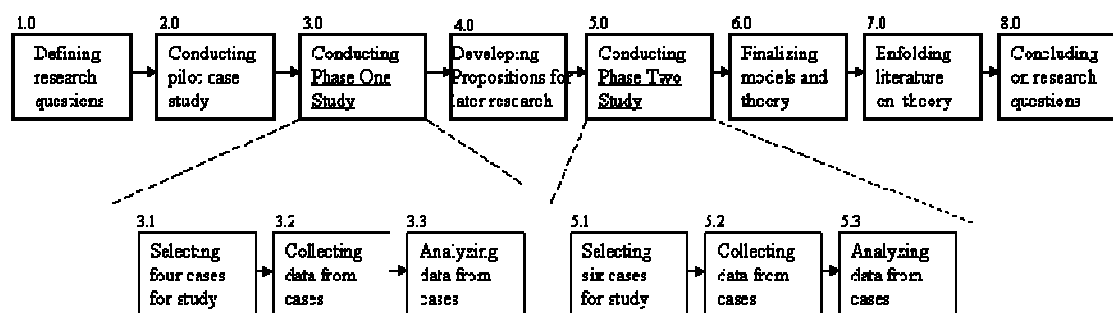 1.0
Defining
research
questions
2.0
Conducting
pilot case
study
3.0
Conducting
Phase One
Study
4.0
Developing
Propositions for
later research
5.0
Conducting
Phase Two
Study
6.0
Finalizing
models and
theory
7.0
Enfolding
literature
on theory
8.0
Concluding
on research
questions
3.1
Selecting
four cases
for study
3.2
Collecting
data from
cases
3.3
Analyzing
data from
cases
5.1
Selecting
six cases
for study
5.2
Collecting
data from
cases
5.3
Analyzing
data from
cases